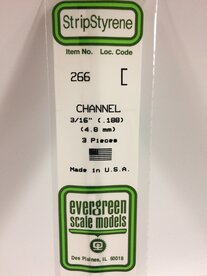 StripStyrene
Item No. Loc. Code
266
CHANNEL
3/16" (.188)
(4.8 mm)
3 Pieces
Made in U.S.A.
evergreen
scale models
Des Plaines, IL 60018